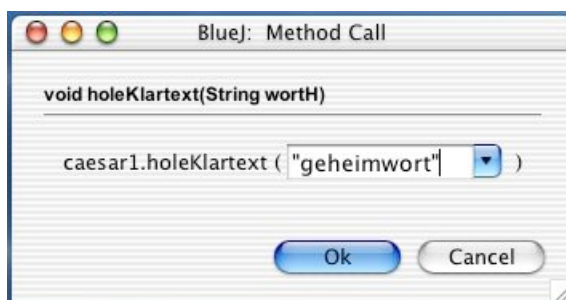 BlueJ: Method Call
void holeKlartext(String wortH)
caesar1.holeKlartext ( "geheimwort" )
Ok Cancel